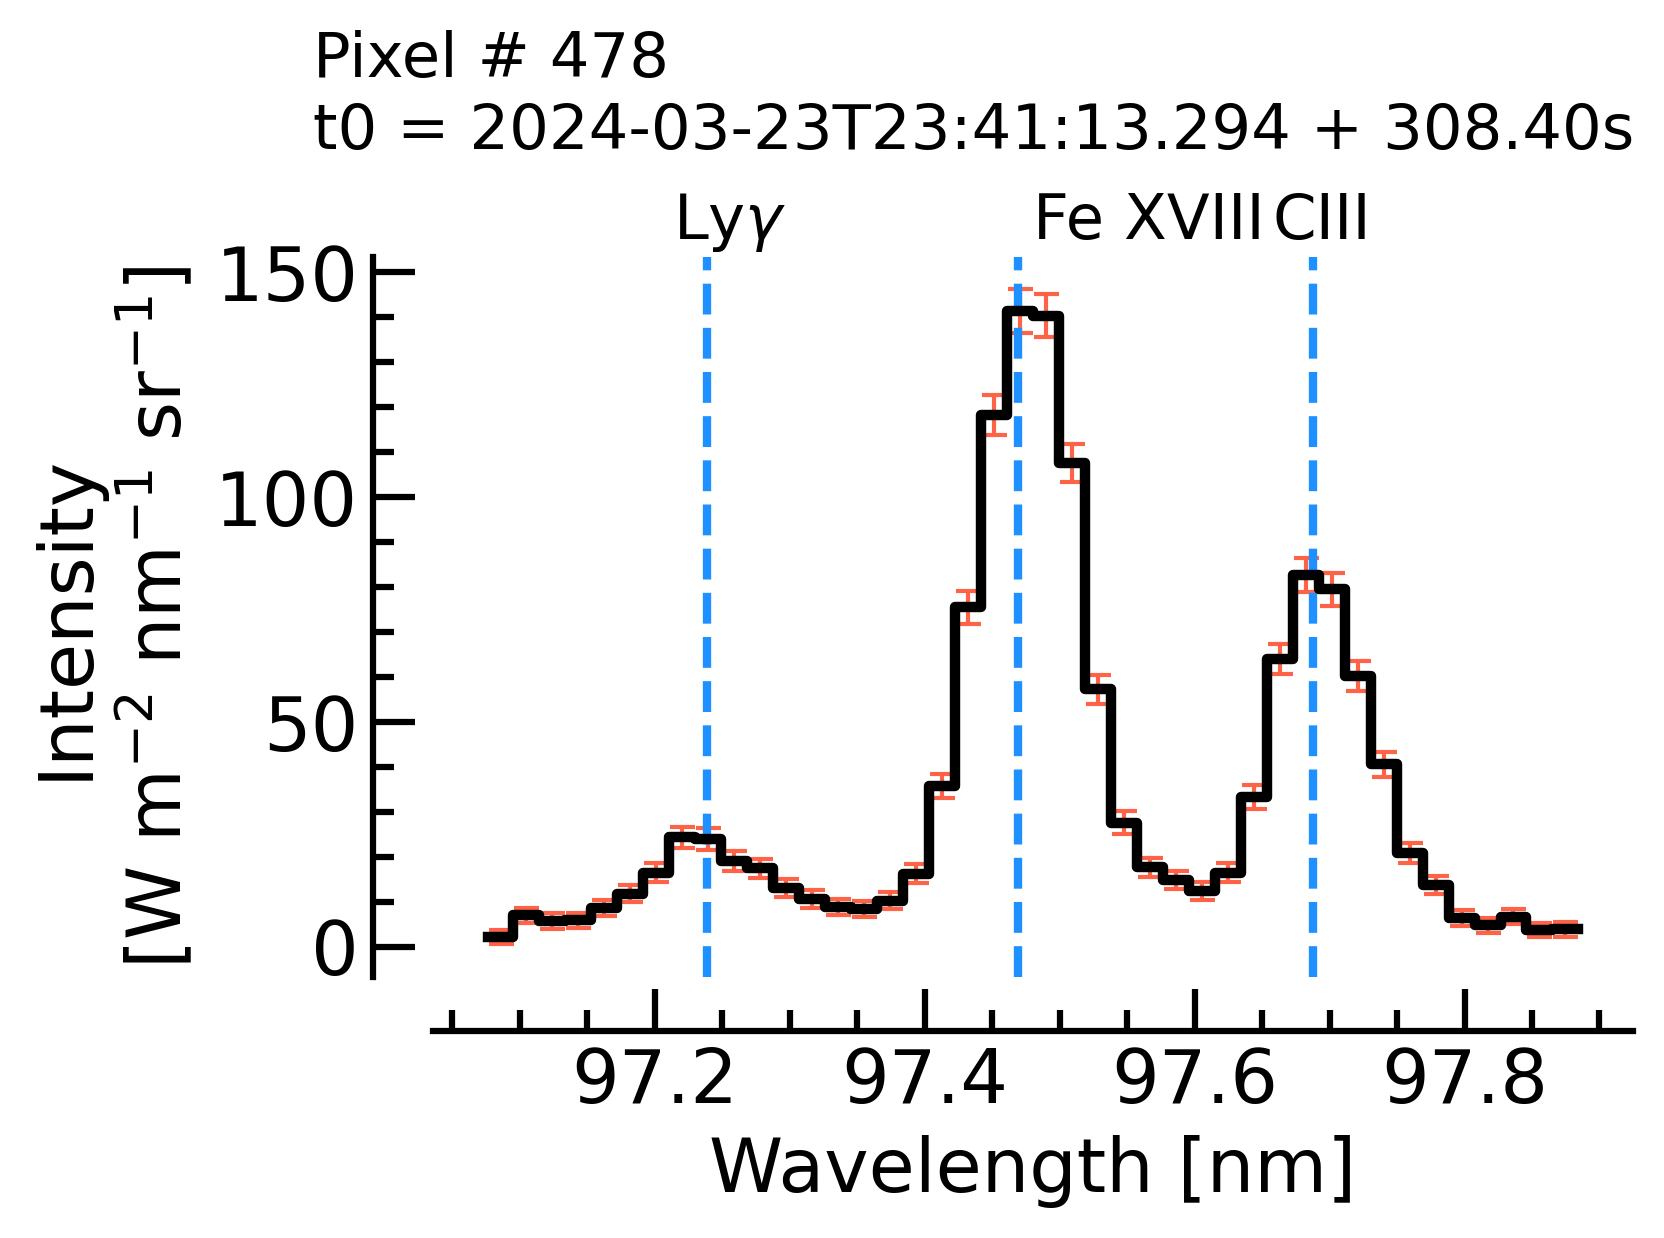 Pixel # 478
t0 = 2024-03-23T23:41:13.294 + 308.40s
Lyγ Fe XVIII CIII
Intensity
[W m⁻² nm⁻¹ sr⁻¹]
150
100
50
0
97.2 97.4 97.6 97.8
Wavelength [nm]